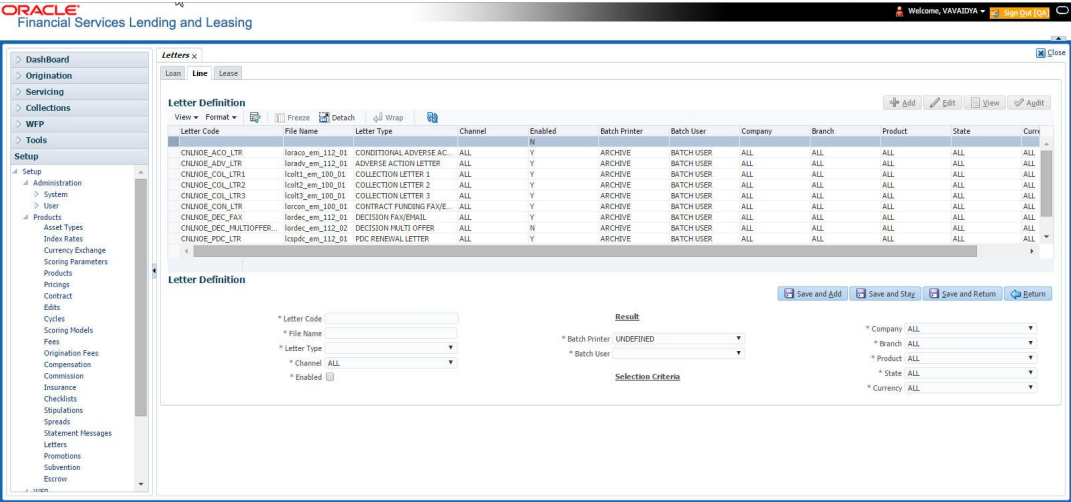 ORACLE
Financial Services Lending and Leasing
Welcome, VAVAIDYA
Sign Out [QA]
DashBoard
Origination
Servicing
Collections
WFP
Tools
Setup
Setup
Administration
System
User
Products
Asset Types
Index Rates
Currency Exchange
Scoring Parameters
Products
Pricings
Contract
Edits
Cycles
Scoring Models
Fees
Origination Fees
Compensation
Commission
Insurance
Checklists
Stipulations
Spreads
Statement Messages
Letters
Promotions
Subvention
Escrow
WFP
Letters x
Close
Loan Line Lease
Letter Definition
Add Edit View Audit
View Format Freeze Detach Wrap
Letter Code File Name Letter Type Channel Enabled Batch Printer Batch User Company Branch Product State Curre
N
CNLNOE_ACO_LTR loraco_em_112_01 CONDITIONAL ADVERSE AC... ALL Y ARCHIVE BATCH USER ALL ALL ALL ALL ALL
CNLNOE_ADV_LTR loradv_em_112_01 ADVERSE ACTION LETTER ALL Y ARCHIVE BATCH USER ALL ALL ALL ALL ALL
CNLNOE_COL_LTR1 lcolt1_em_100_01 COLLECTION LETTER 1 ALL Y ARCHIVE BATCH USER ALL ALL ALL ALL ALL
CNLNOE_COL_LTR2 lcolt2_em_100_01 COLLECTION LETTER 2 ALL Y ARCHIVE BATCH USER ALL ALL ALL ALL ALL
CNLNOE_COL_LTR3 lcolt3_em_100_01 COLLECTION LETTER 3 ALL Y ARCHIVE BATCH USER ALL ALL ALL ALL ALL
CNLNOE_CON_LTR lorcon_em_100_01 CONTRACT FUNDING FAX/E... ALL Y ARCHIVE BATCH USER ALL ALL ALL ALL ALL
CNLNOE_DEC_FAX lordec_em_112_01 DECISION FAX/EMAIL ALL Y ARCHIVE BATCH USER ALL ALL ALL ALL ALL
CNLNOE_DEC_MULTIOFFER... lordec_em_112_02 DECISION MULTI OFFER ALL N ARCHIVE BATCH USER ALL ALL ALL ALL ALL
CNLNOE_PDC_LTR lcspdc_em_112_01 PDC RENEWAL LETTER ALL Y ARCHIVE BATCH USER ALL ALL ALL ALL ALL
Letter Definition
Save and Add Save and Stay Save and Return Return
* Letter Code
* File Name
* Letter Type
* Channel ALL
* Enabled
Result
* Batch Printer UNDEFINED
* Batch User
Selection Criteria
* Company ALL
* Branch ALL
* Product ALL
* State ALL
* Currency ALL